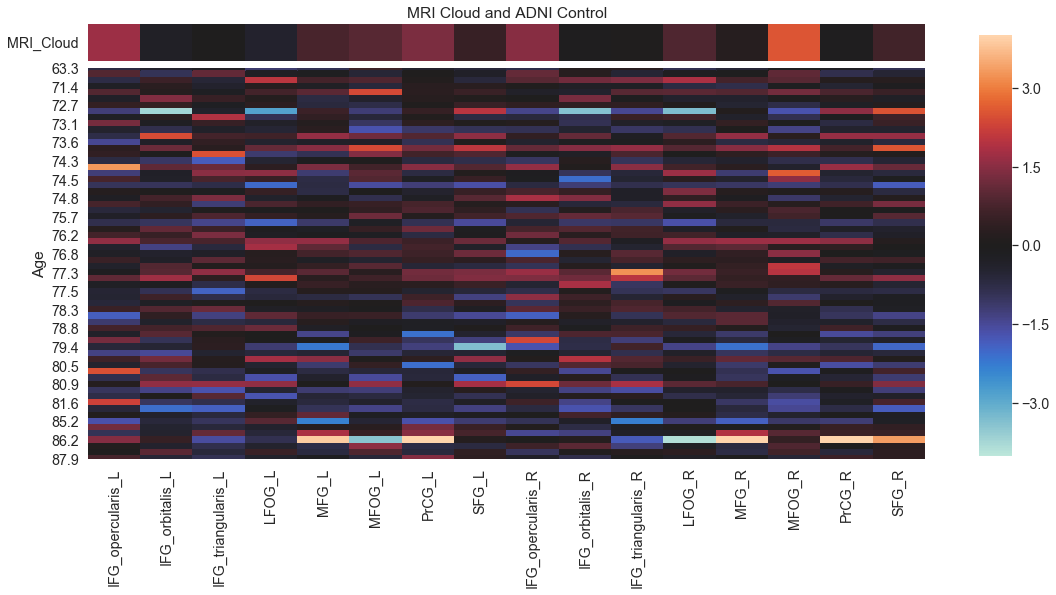 MRI Cloud and ADNI Control
MRI_Cloud
63.3
71.4
72.7
73.1
73.6
74.3
74.5
74.8
75.7
76.2
76.8
77.3
77.5
78.3
78.8
79.4
80.5
80.9
81.6
85.2
86.2
87.9
Age
IFG_opercularis_L
IFG_orbitalis_L
IFG_triangularis_L
LFOG_L
MFG_L
MFOG_L
PrCG_L
SFG_L
IFG_opercularis_R
IFG_orbitalis_R
IFG_triangularis_R
LFOG_R
MFG_R
MFOG_R
PrCG_R
SFG_R
3.0
1.5
0.0
−1.5
−3.0